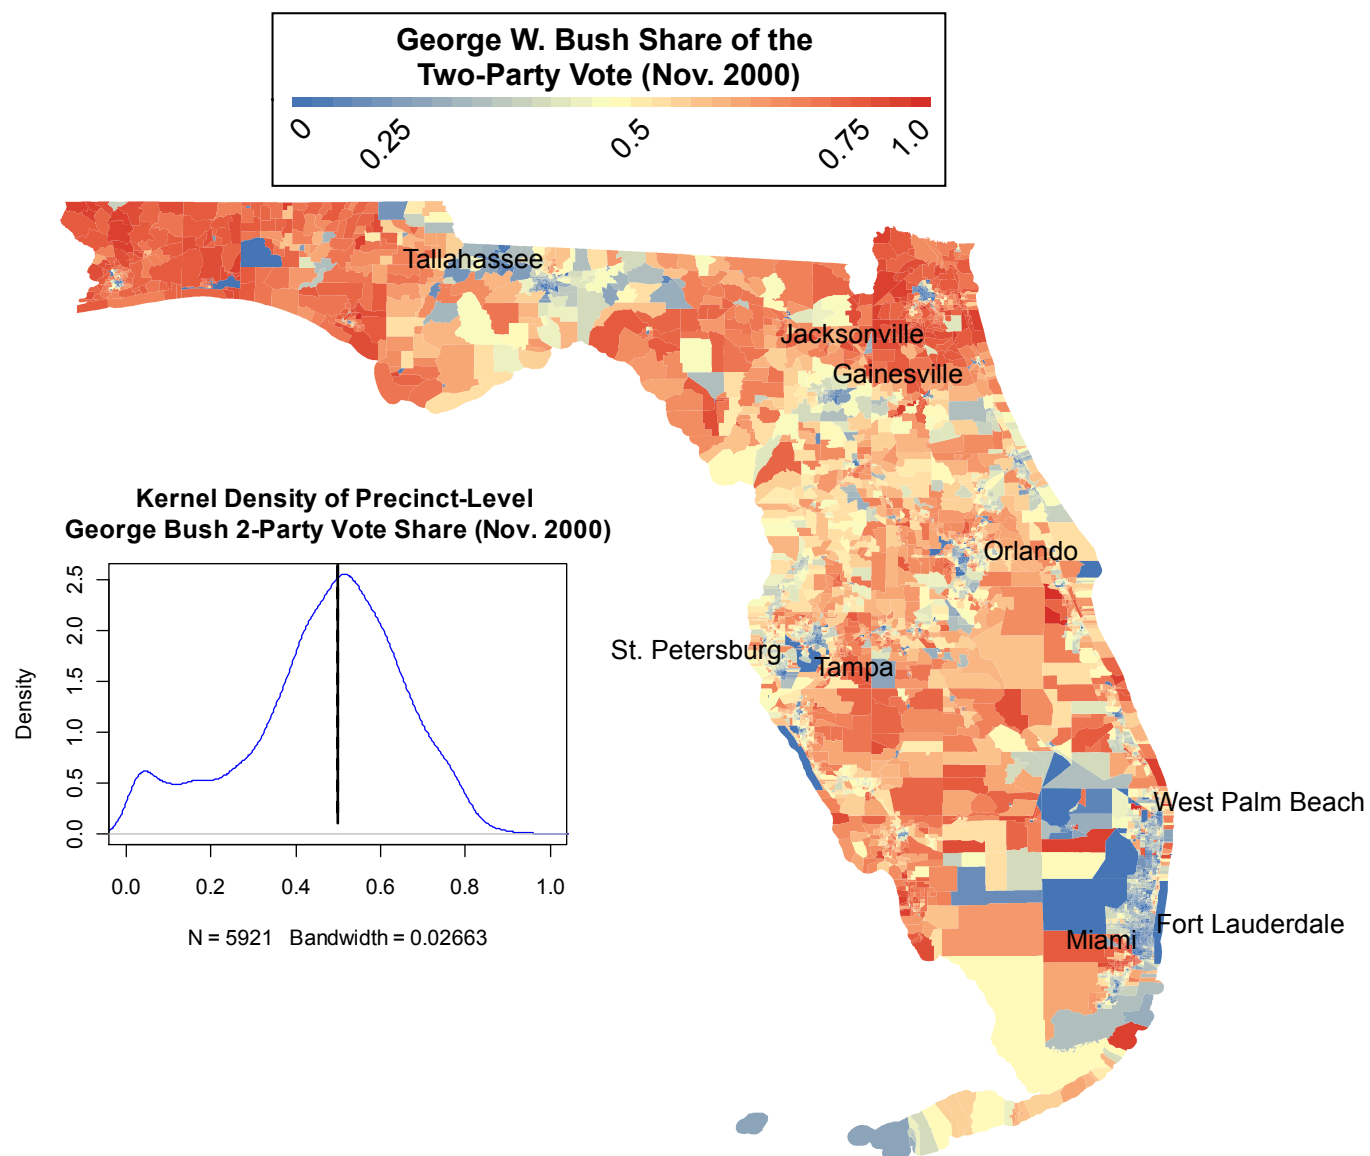 George W. Bush Share of the
Two-Party Vote (Nov. 2000)
0 0.25 0.5 0.75 1.0
Tallahassee
Jacksonville
Gainesville
Kernel Density of Precinct-Level
George Bush 2-Party Vote Share (Nov. 2000)
Orlando
St. Petersburg
Tampa
Density
2.5
2.0
1.5
1.0
0.5
0.0
0.0 0.2 0.4 0.6 0.8 1.0
N = 5921 Bandwidth = 0.02663
West Palm Beach
Fort Lauderdale
Miami